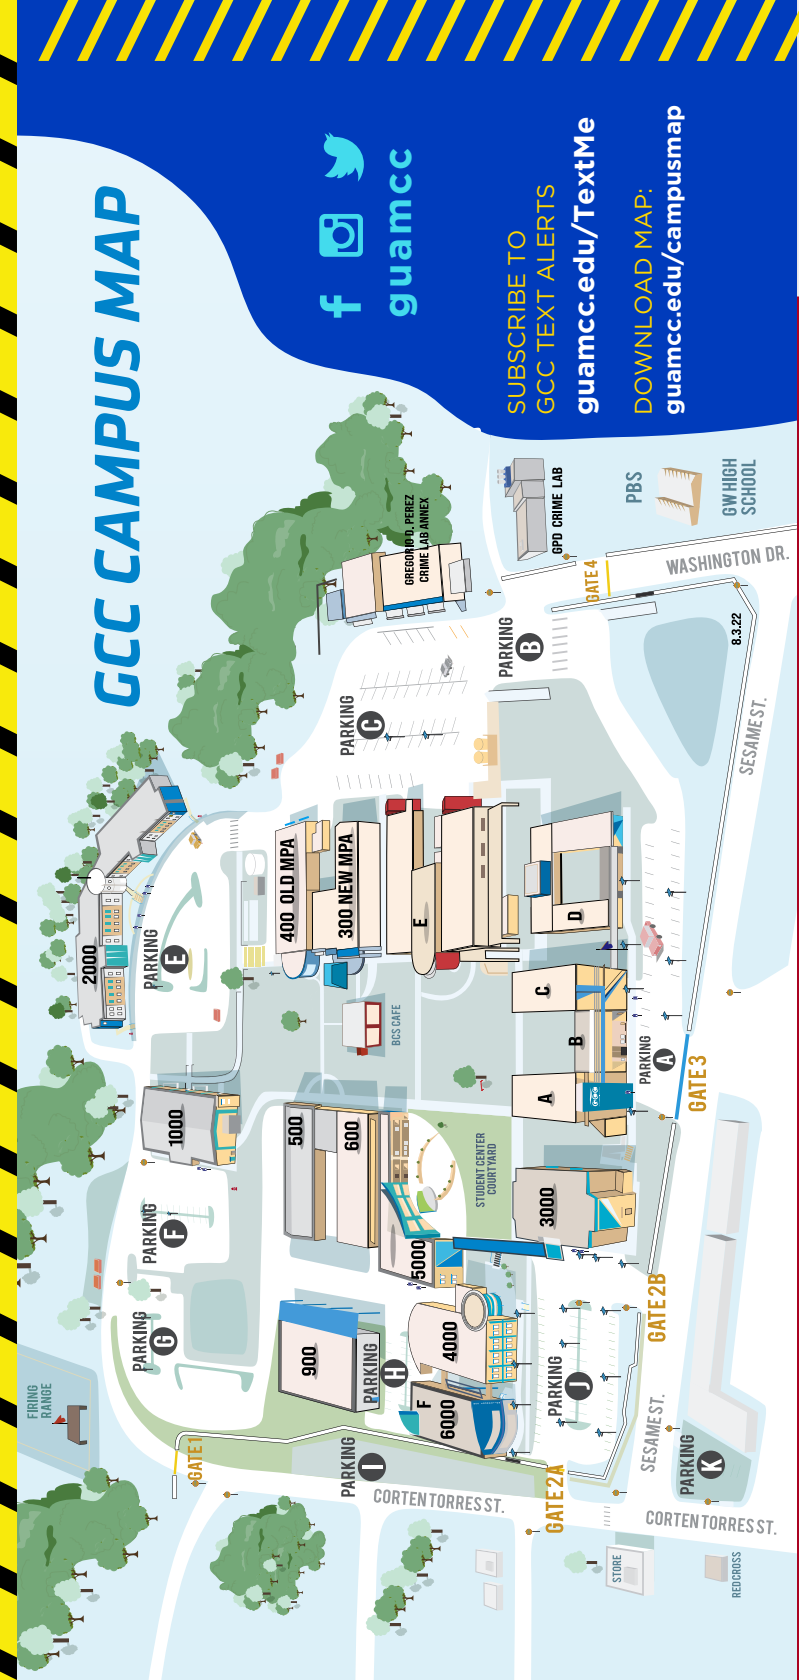 GCC CAMPUS MAP
guamcc
SUBSCRIBE TO
GCC TEXT ALERTS
guamcc.edu/TextMe
DOWNLOAD MAP:
guamcc.edu/campusmap
FIRING
RANGE
GATE 1
PARKING
G
PARKING
F
1000
PARKING
E
2000
900
PARKING
H
PARKING
I
500
600
5000
4000
F
6000
BCS CAFE
STUDENT CENTER
COURTYARD
400 OLD MPA
300 NEW MPA
E
D
C
B
A
GCC
3000
PARKING
C
PARKING
B
GREGORIO D. PEREZ
CRIME LAB ANNEX
GPD CRIME LAB
PBS
GW HIGH
SCHOOL
GATE 4
WASHINGTON DR.
8.3.22
SESAME ST.
PARKING
A
GATE 3
GATE 2B
PARKING
J
GATE 2A
SESAME ST.
PARKING
K
CORTEN TORRES ST.
CORTEN TORRES ST.
STORE
RED CROSS